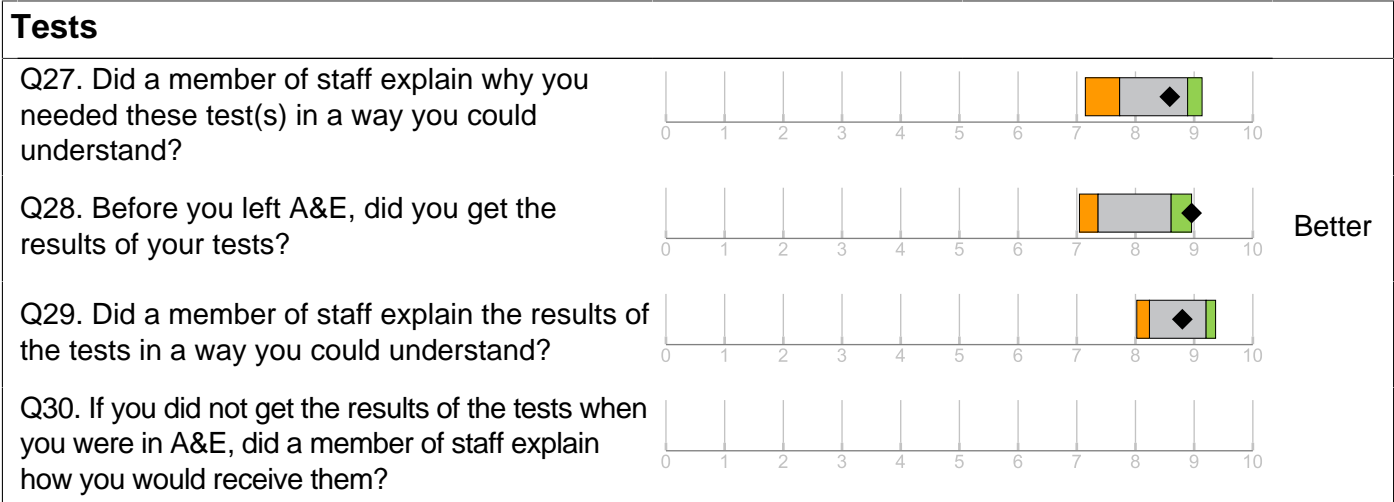 Tests
Q27. Did a member of staff explain why you
needed these test(s) in a way you could
understand?
0 1 2 3 4 5 6 7 8 9 10
Q28. Before you left A&E, did you get the
results of your tests?
0 1 2 3 4 5 6 7 8 9 10
Better
Q29. Did a member of staff explain the results of
the tests in a way you could understand?
0 1 2 3 4 5 6 7 8 9 10
Q30. If you did not get the results of the tests when
you were in A&E, did a member of staff explain
how you would receive them?
0 1 2 3 4 5 6 7 8 9 10